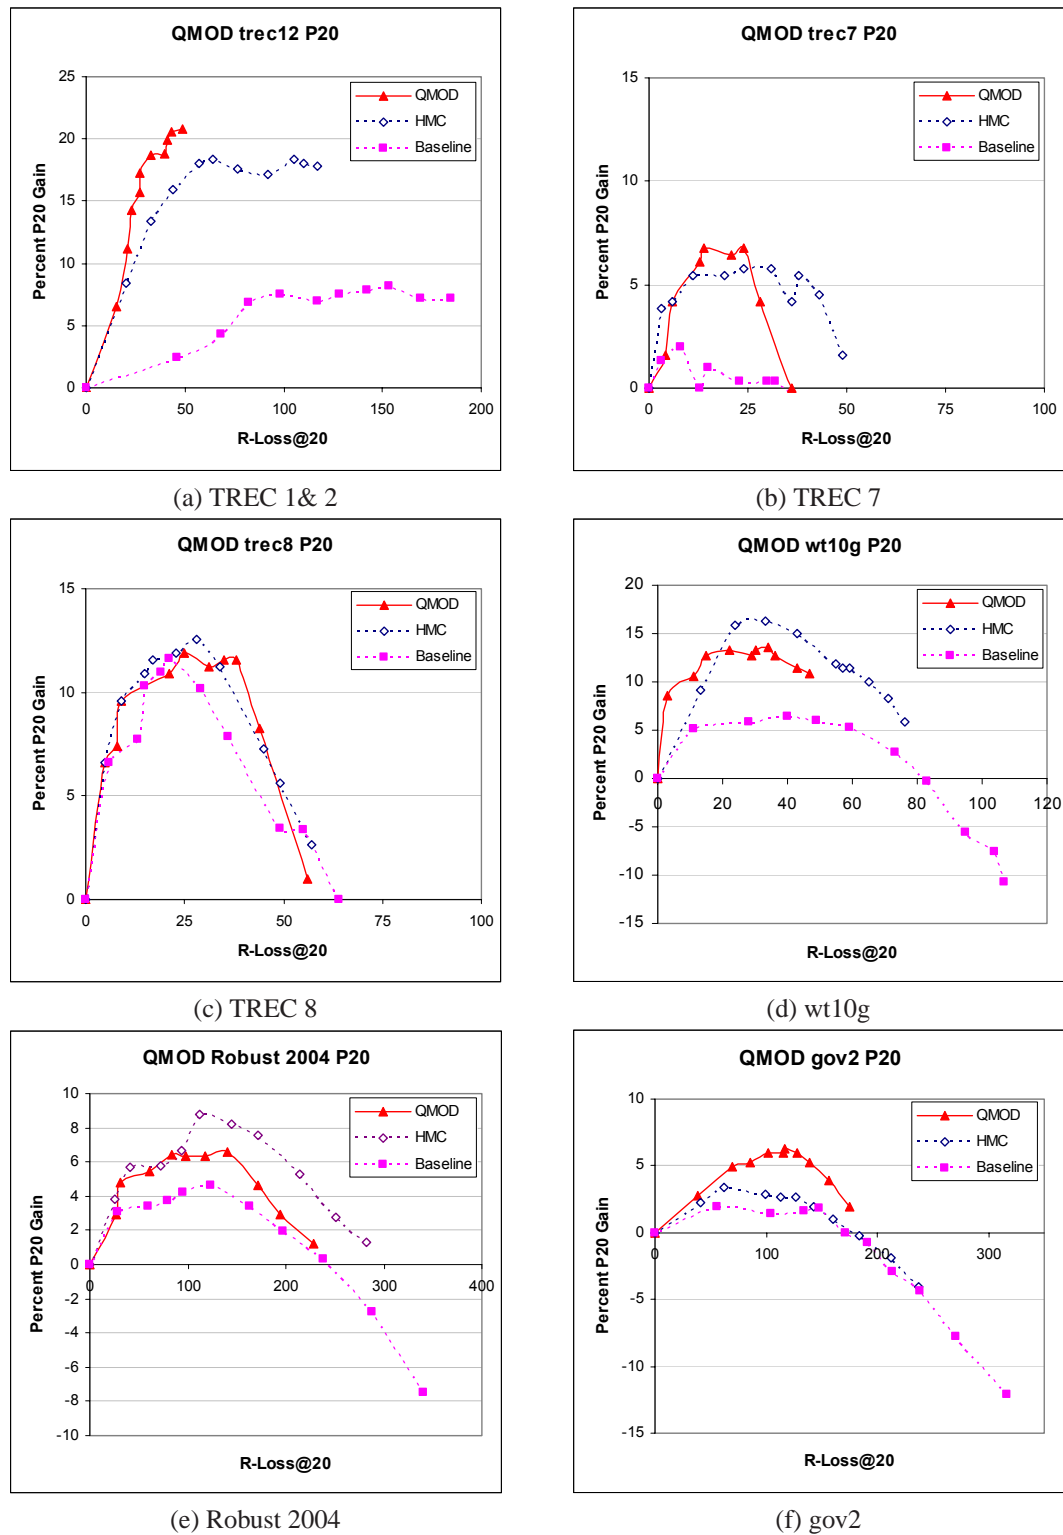 QMOD trec12 P20
Percent P20 Gain
25
20
15
10
5
0
0 50 100 150 200
R-Loss@20
QMOD
HMC
Baseline
(a) TREC 1& 2
QMOD trec7 P20
Percent P20 Gain
15
10
5
0
0 25 50 75 100
R-Loss@20
QMOD
HMC
Baseline
(b) TREC 7
QMOD trec8 P20
Percent P20 Gain
15
10
5
0
0 25 50 75 100
R-Loss@20
QMOD
HMC
Baseline
(c) TREC 8
QMOD wt10g P20
Percent P20 Gain
20
15
10
5
0
-5
-10
-15
0 20 40 60 80 100 120
R-Loss@20
QMOD
HMC
Baseline
(d) wt10g
QMOD Robust 2004 P20
Percent P20 Gain
10
8
6
4
2
0
-2
-4
-6
-8
-10
0 100 200 300 400
R-Loss@20
QMOD
HMC
Baseline
(e) Robust 2004
QMOD gov2 P20
Percent P20 Gain
10
5
0
-5
-10
-15
0 100 200 300
R-Loss@20
QMOD
HMC
Baseline
(f) gov2